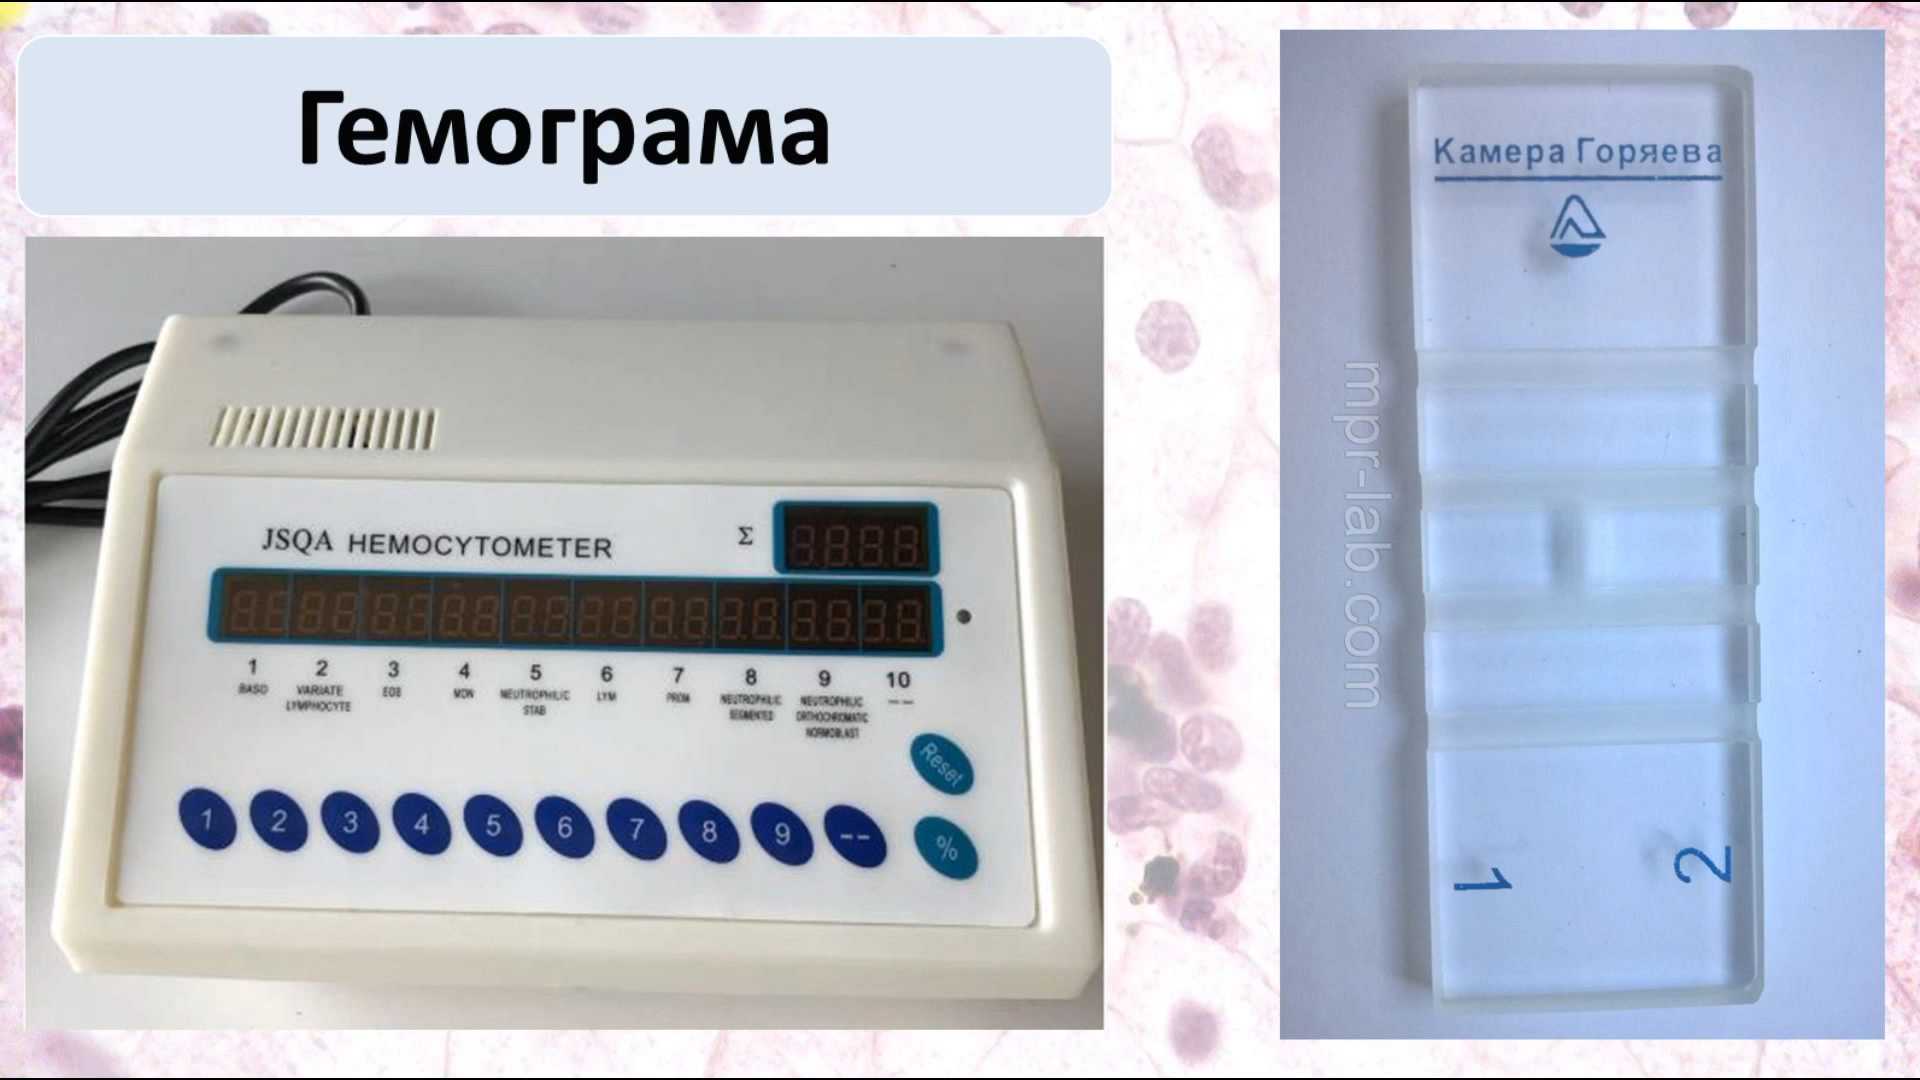 Гемограма
JSQA HEMOCYTOMETER
Σ
1 2 3 4 5 6 7 8 9 10
BASO VARIATE EOS MON NEUTROPHILIC LYM PROM NEUTROPHILIC NEUTROPHILIC -- --
LYMPHOCYTE STAB SEGMENTED ORTHOCHROMATIC
NORMOBLAST
Reset
1 2 3 4 5 6 7 8 9 -- %
Камера Горяева
mpr-lab.com
1 2